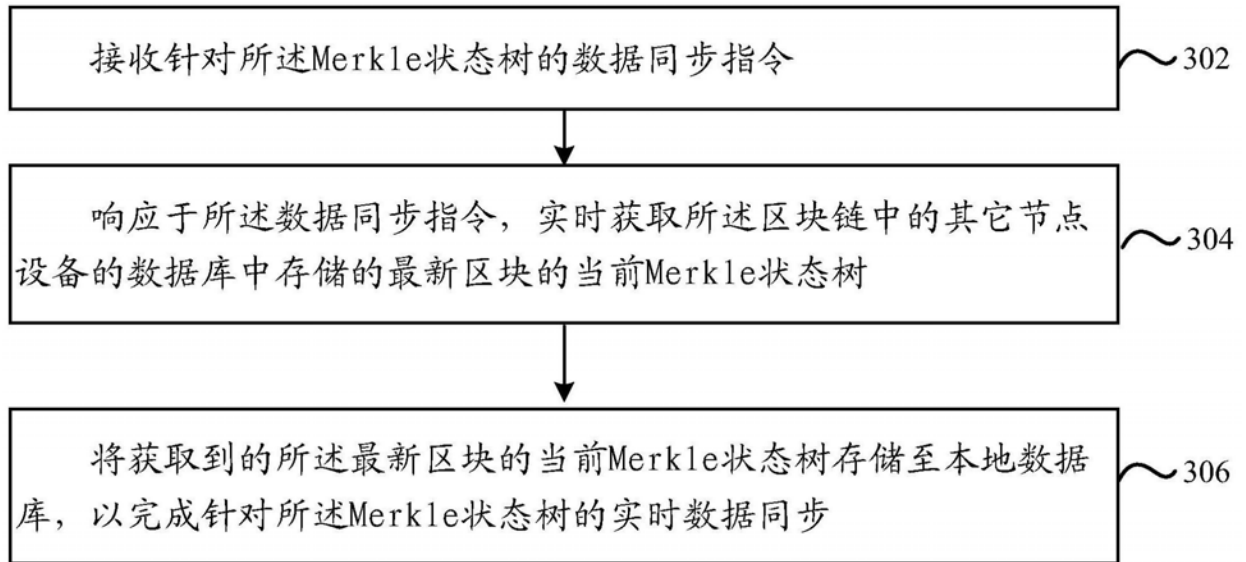 接收针对所述Merkle状态树的数据同步指令
302
响应于所述数据同步指令，实时获取所述区块链中的其它节点
设备的数据库中存储的最新区块的当前Merkle状态树
304
将获取到的所述最新区块的当前Merkle状态树存储至本地数据
库，以完成针对所述Merkle状态树的实时数据同步
306